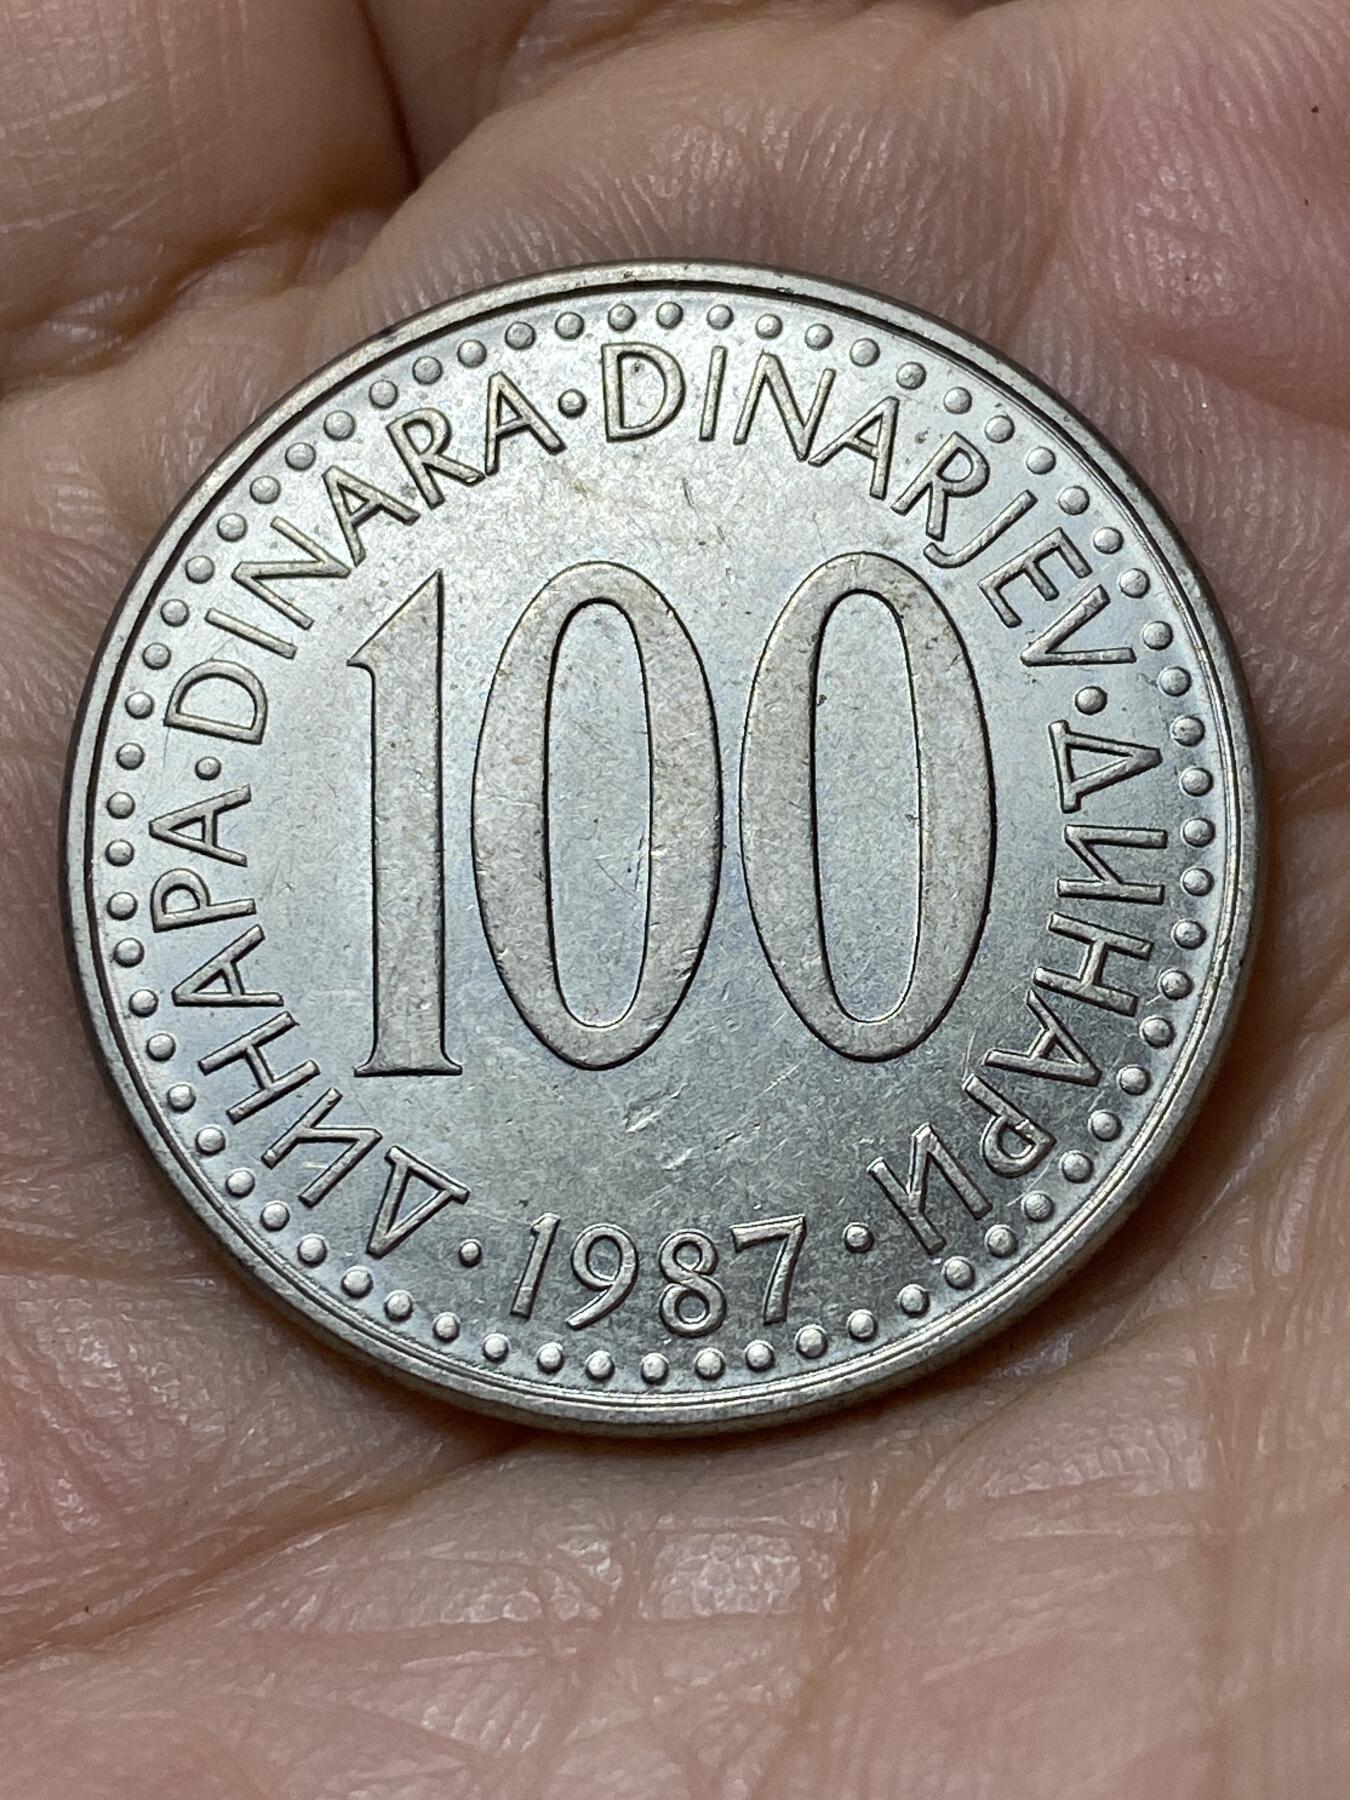 ДИНАРА · DINARA · DINARJEV · ДИНАРИ
100
· 1987 ·